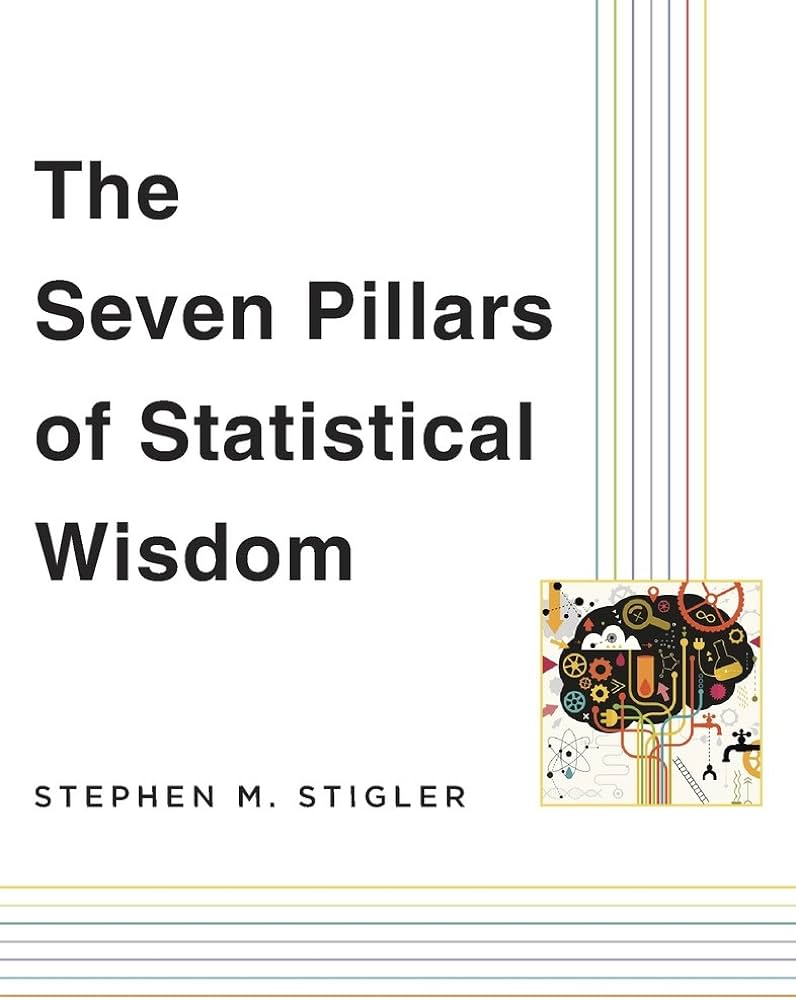 The
Seven Pillars
of Statistical
Wisdom
STEPHEN M. STIGLER